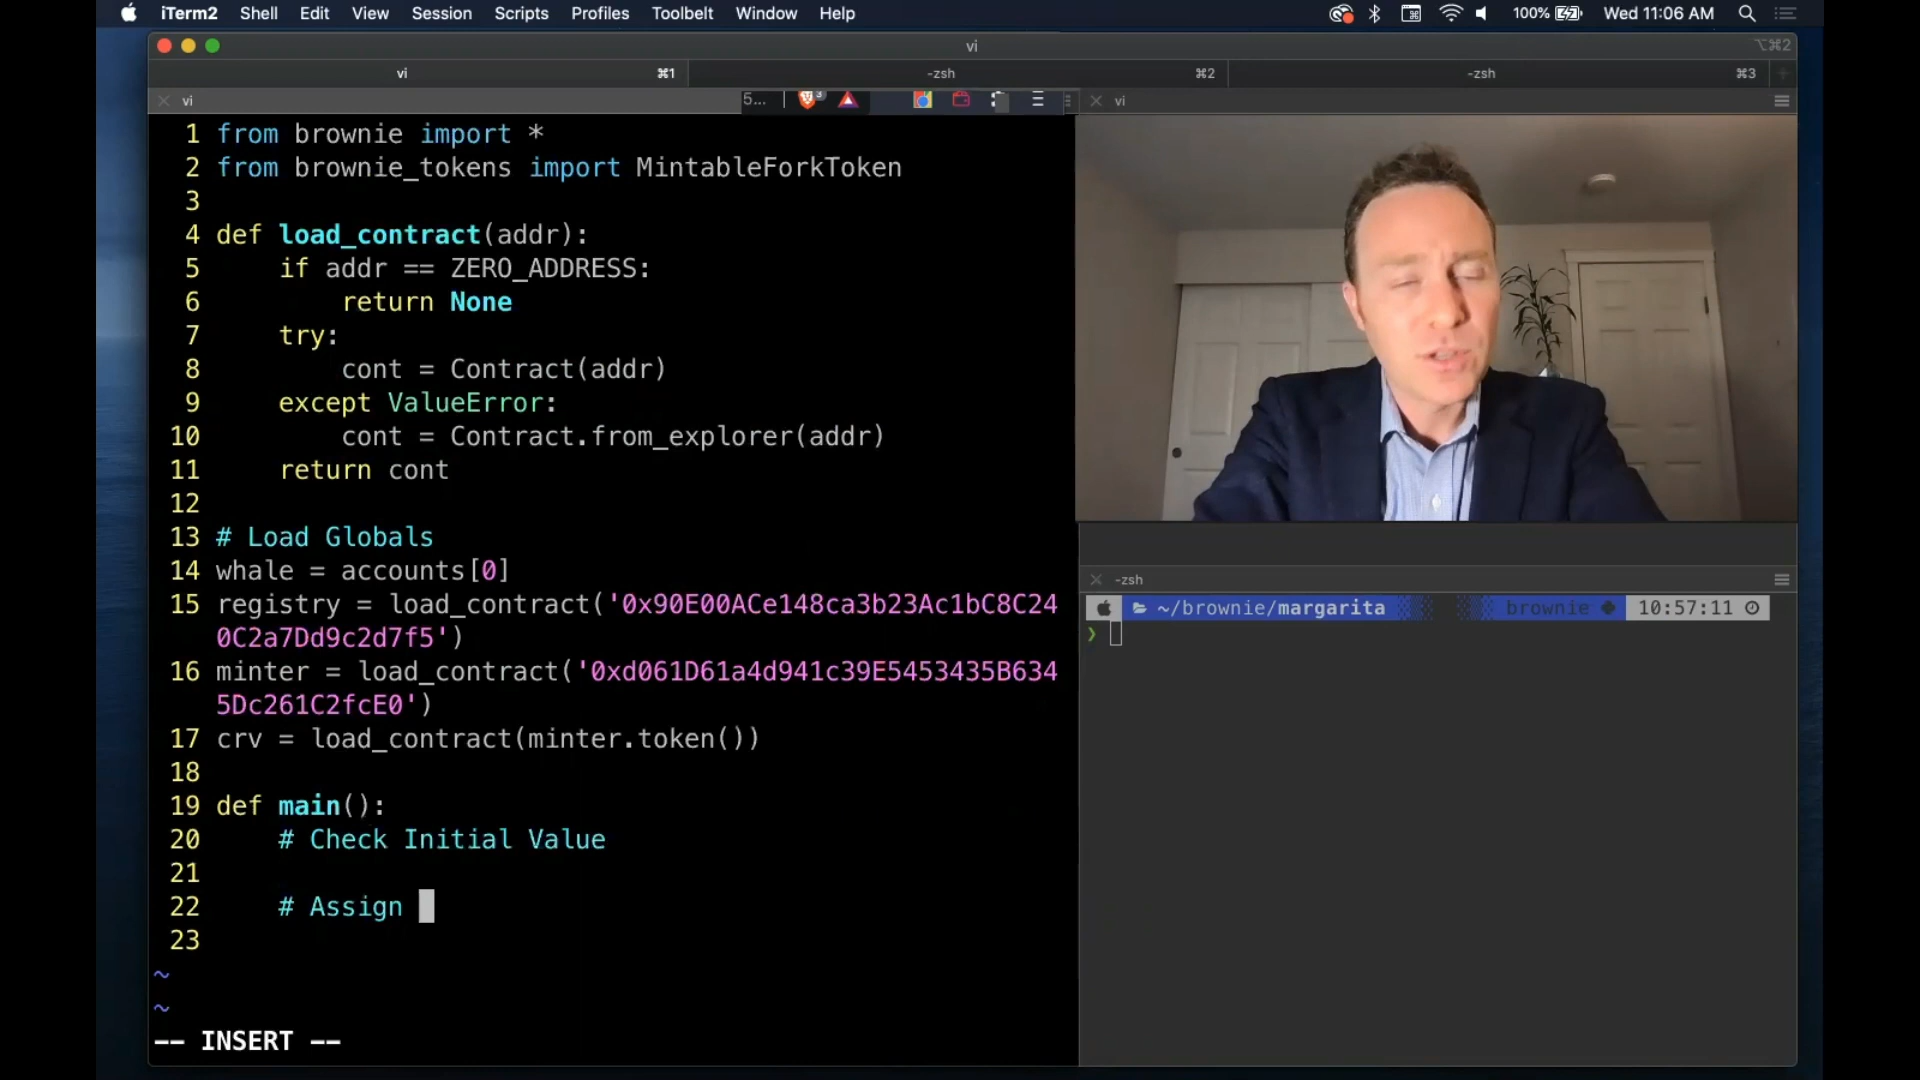 iTerm2 Shell Edit View Session Scripts Profiles Toolbelt Window Help 100% Wed 11:06 AM
vi ⌥⌘2
vi ⌘1 -zsh ⌘2 -zsh ⌘3
vi 5... 3 vi
1 from brownie import *
2 from brownie_tokens import MintableForkToken
3
4 def load_contract(addr):
5     if addr == ZERO_ADDRESS:
6         return None
7     try:
8         cont = Contract(addr)
9     except ValueError:
10         cont = Contract.from_explorer(addr)
11     return cont
12
13 # Load Globals
14 whale = accounts[0]
15 registry = load_contract('0x90E00ACe148ca3b23Ac1bC8C24
0C2a7Dd9c2d7f5')
16 minter = load_contract('0xd061D61a4d941c39E5453435B634
5Dc261C2fcE0')
17 crv = load_contract(minter.token())
18
19 def main():
20     # Check Initial Value
21
22     # Assign
23
~
~
-- INSERT --
-zsh
~/brownie/margarita brownie 10:57:11
❯